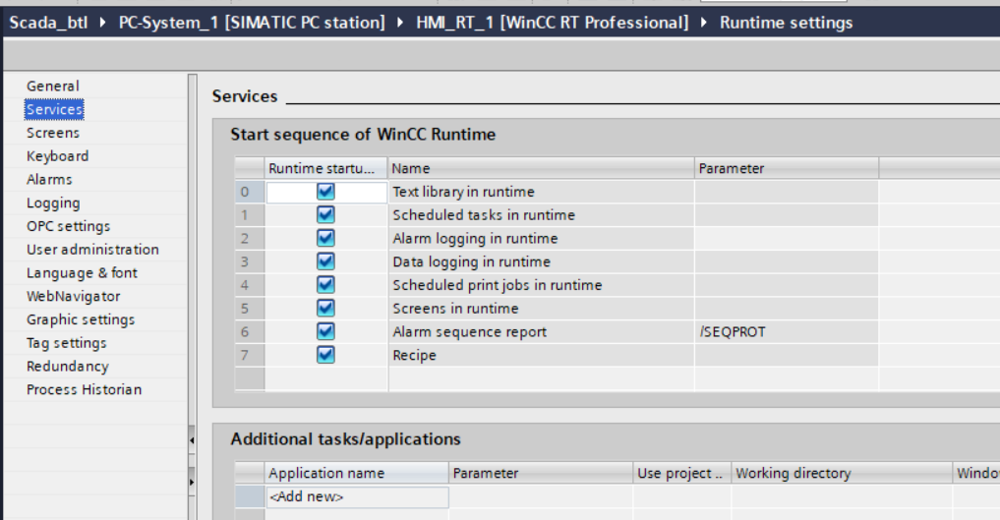 Scada_btl ▸ PC-System_1 [SIMATIC PC station] ▸ HMI_RT_1 [WinCC RT Professional] ▸ Runtime settings
General
Services
Screens
Keyboard
Alarms
Logging
OPC settings
User administration
Language & font
WebNavigator
Graphic settings
Tag settings
Redundancy
Process Historian
Services
Start sequence of WinCC Runtime
Runtime startu... Name Parameter
0 Text library in runtime
1 Scheduled tasks in runtime
2 Alarm logging in runtime
3 Data logging in runtime
4 Scheduled print jobs in runtime
5 Screens in runtime
6 Alarm sequence report /SEQPROT
7 Recipe
Additional tasks/applications
Application name Parameter Use project .. Working directory Windo
<Add new>